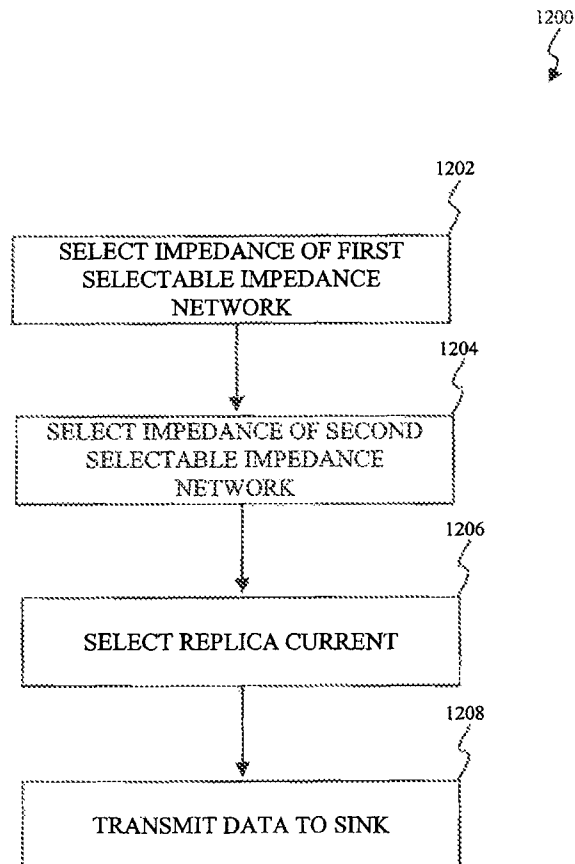 1200
1202
SELECT IMPEDANCE OF FIRST
SELECTABLE IMPEDANCE
NETWORK
1204
SELECT IMPEDANCE OF SECOND
SELECTABLE IMPEDANCE
NETWORK
1206
SELECT REPLICA CURRENT
1208
TRANSMIT DATA TO SINK